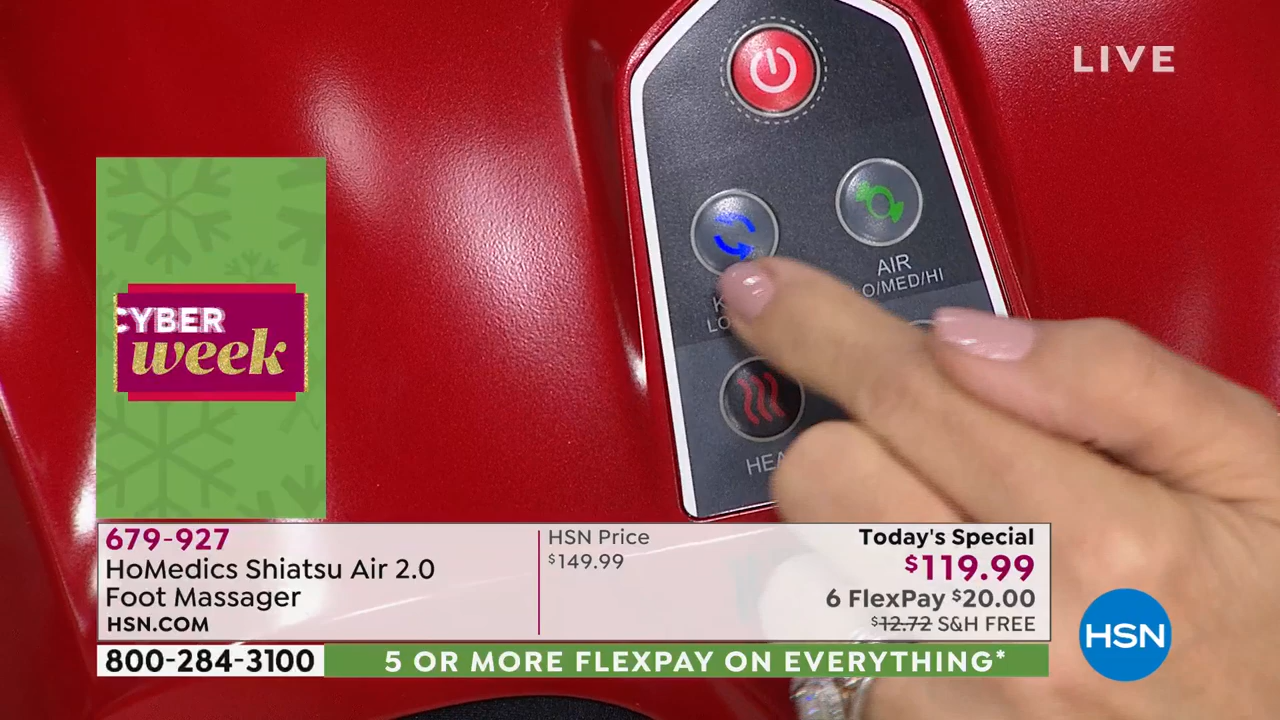 LIVE
AIR
O/MED/HI
CYBER
week
679-927
HoMedics Shiatsu Air 2.0
Foot Massager
HSN.COM
HSN Price
$149.99
Today's Special
$119.99
6 FlexPay $20.00
$12.72 S&H FREE
HSN
800-284-3100
5 OR MORE FLEXPAY ON EVERYTHING*